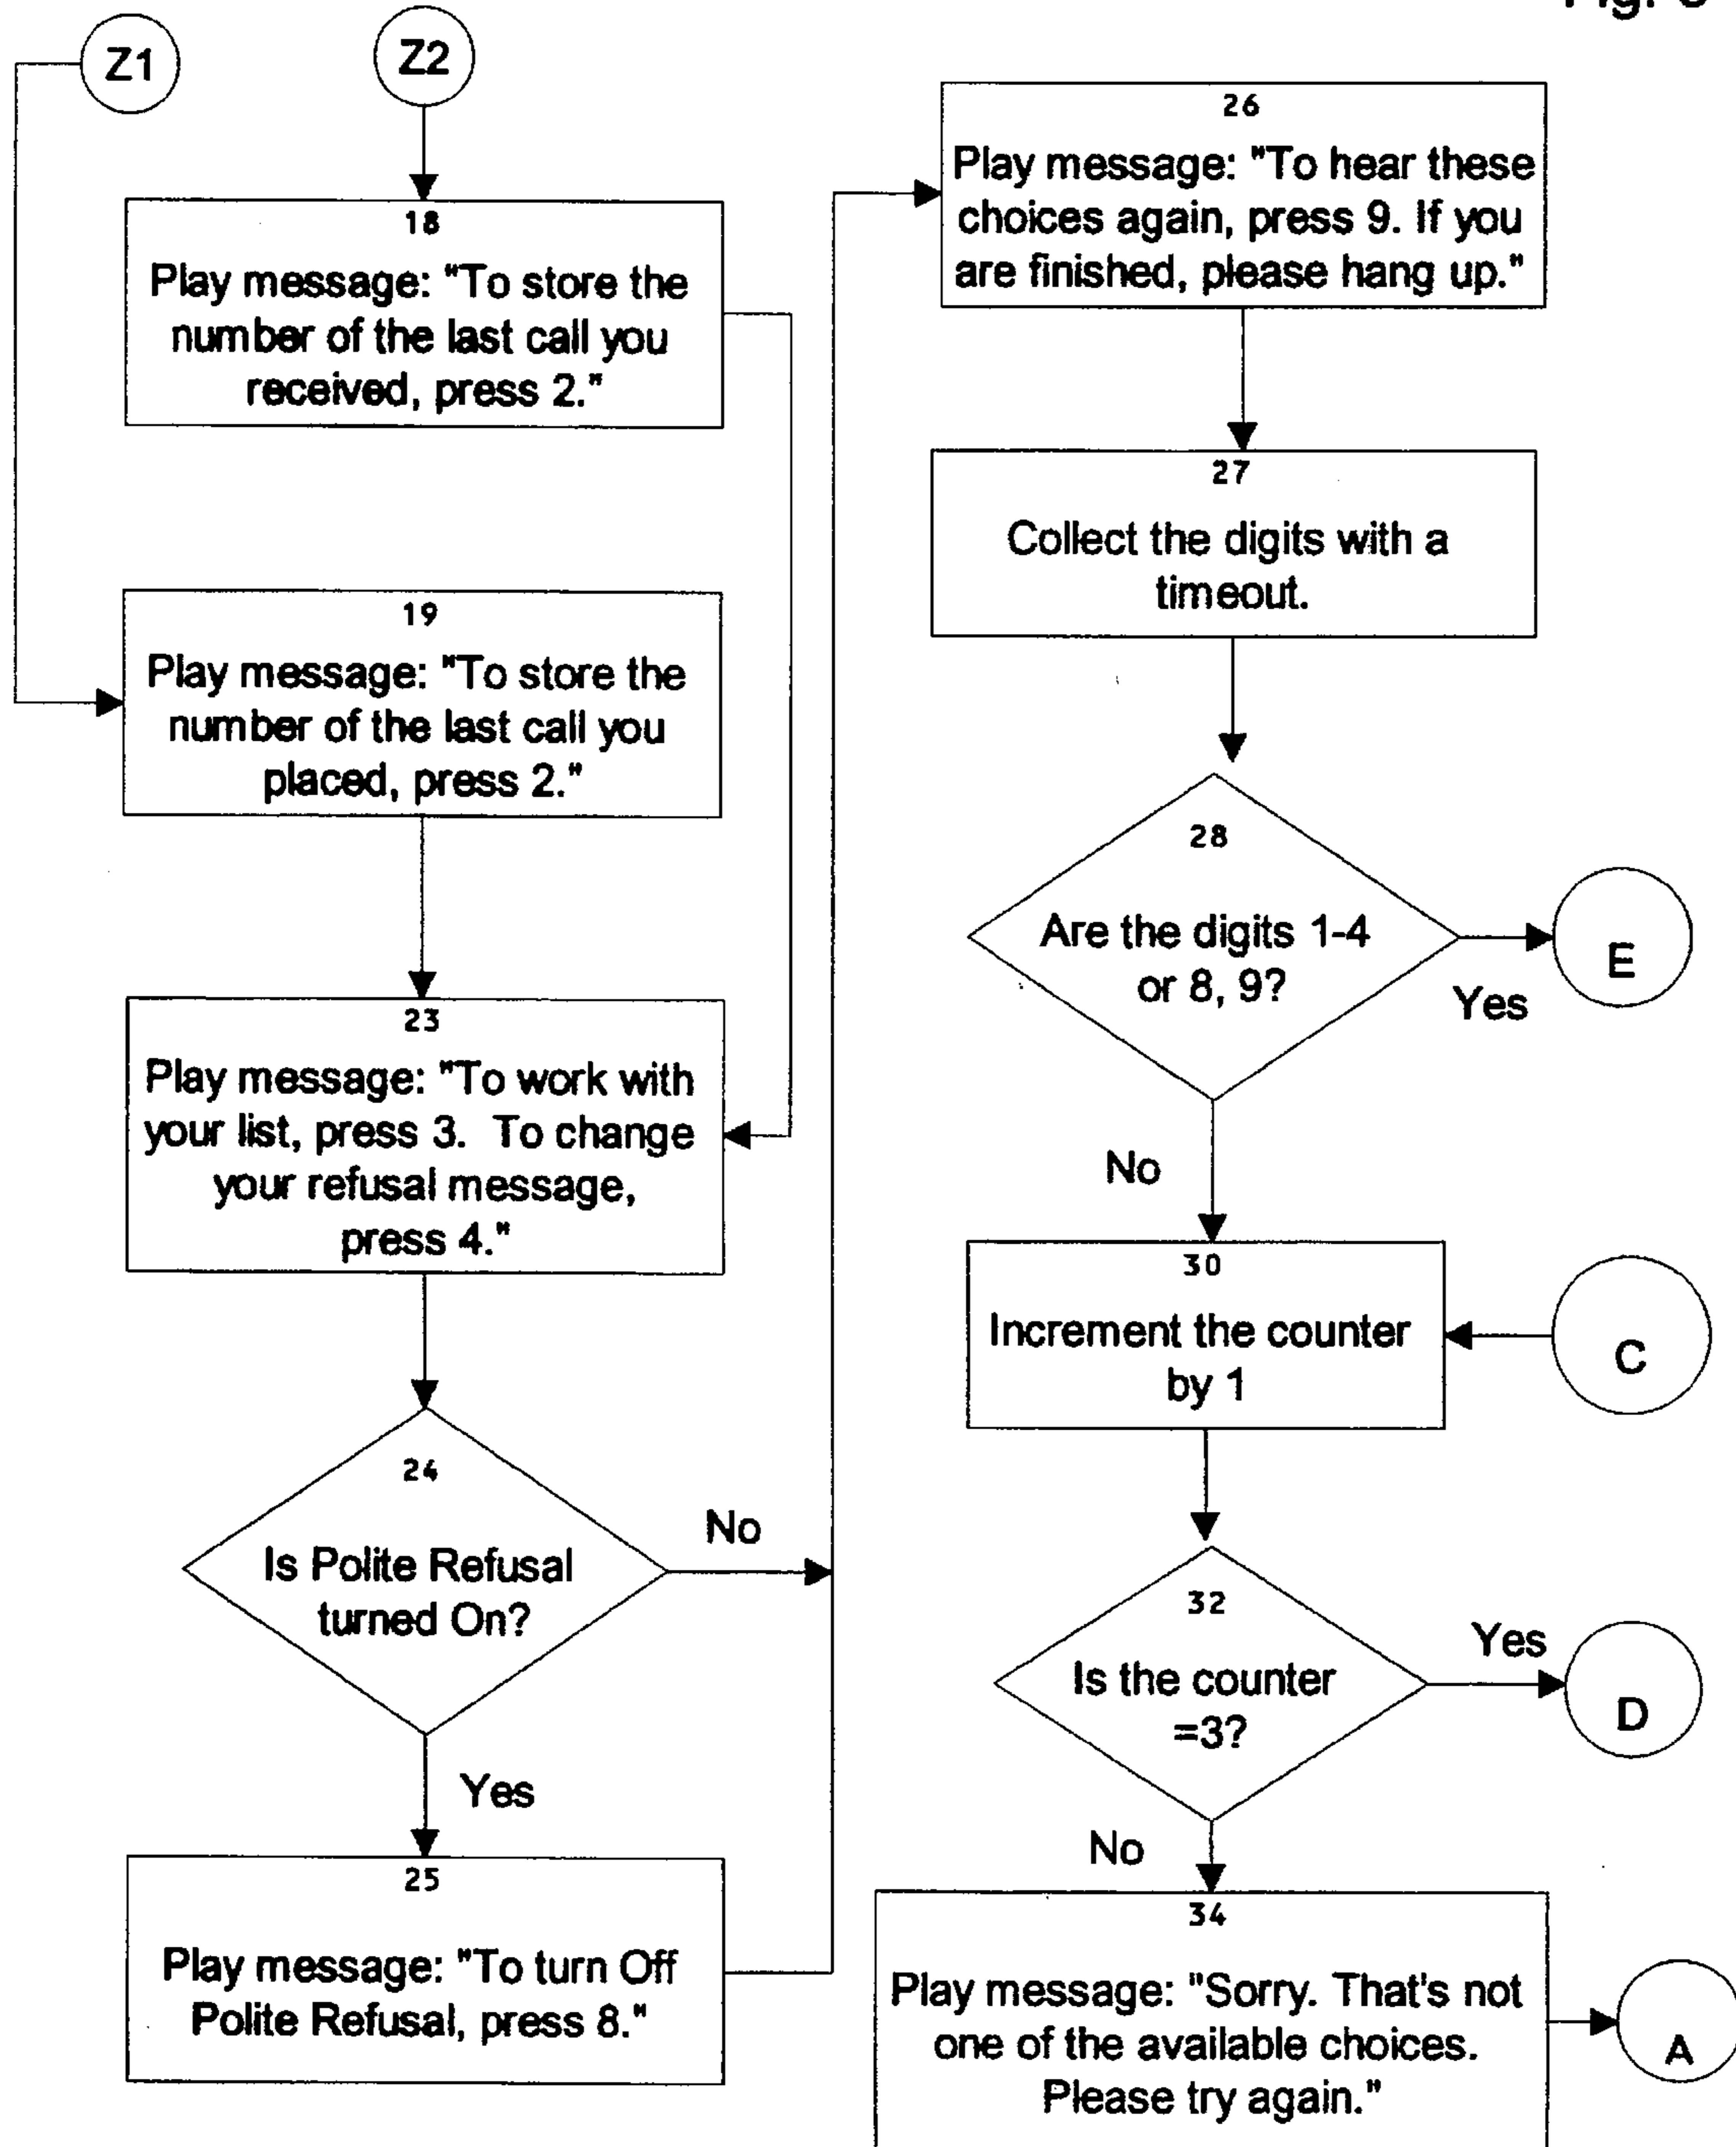 Z1
Z2
18
Play message: "To store the
number of the last call you
received, press 2."
19
Play message: "To store the
number of the last call you
placed, press 2."
23
Play message: "To work with
your list, press 3.  To change
your refusal message,
press 4."
24
Is Polite Refusal
turned On?
No
Yes
25
Play message: "To turn Off
Polite Refusal, press 8."
26
Play message: "To hear these
choices again, press 9. If you
are finished, please hang up."
27
Collect the digits with a
timeout.
28
Are the digits 1-4
or 8, 9?
Yes
E
No
30
Increment the counter
by 1
C
32
Is the counter
=3?
Yes
D
No
34
Play message: "Sorry. That's not
one of the available choices.
Please try again."
A